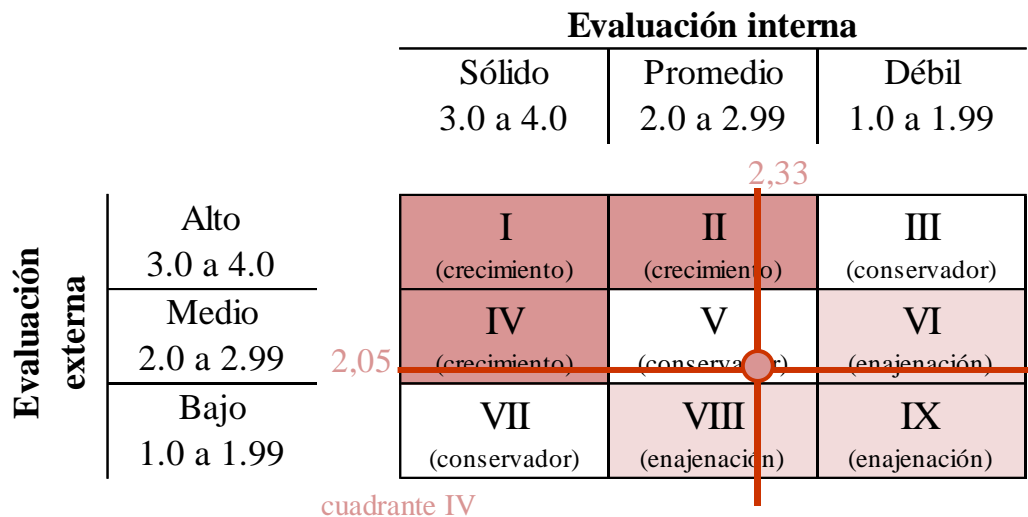 Evaluación interna
Sólido Promedio Débil
3.0 a 4.0 2.0 a 2.99 1.0 a 1.99
2,33
Evaluación externa
Alto
3.0 a 4.0
I II III
(crecimiento) (crecimiento) (conservador)
Medio
2.0 a 2.99
IV V VI
2,05
(crecimiento) (conservador) (enajenación)
Bajo
1.0 a 1.99
VII VIII IX
(conservador) (enajenación) (enajenación)
cuadrante IV